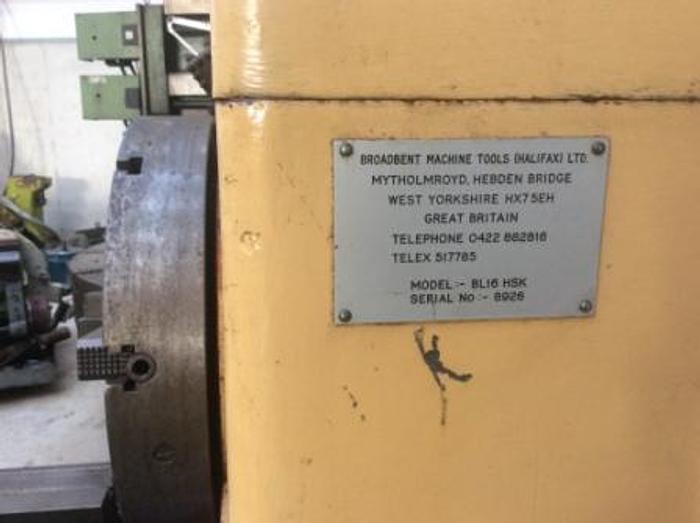 BROADBENT MACHINE TOOLS (HALIFAX) LTD.
MYTHOLMROYD, HEBDEN BRIDGE
WEST YORKSHIRE HX7 5EH
GREAT BRITAIN
TELEPHONE 0422 882816
TELEX 517785
MODEL :- BL16 HSK
SERIAL No :- 8926